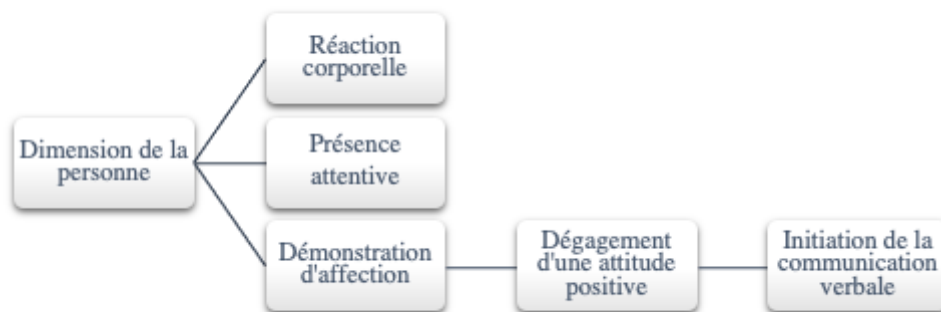 Réaction
corporelle
Dimension de la
personne
Présence
attentive
Démonstration
d'affection
Dégagement
d'une attitude
positive
Initiation de la
communication
verbale